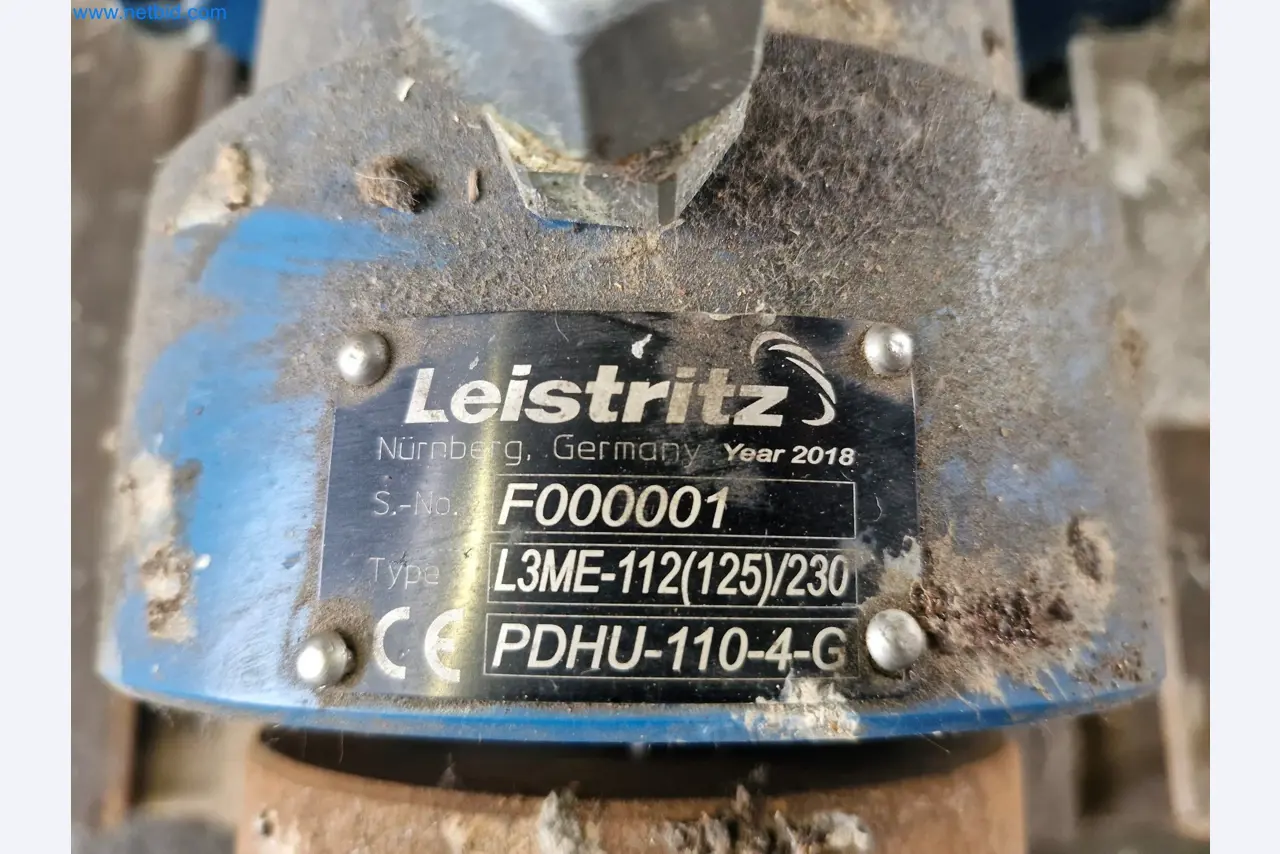 www.netbid.com
Leistritz
Nürnberg, Germany Year 2018
S.-No. F000001
Type L3ME-112(125)/230
CE PDHU-110-4-G